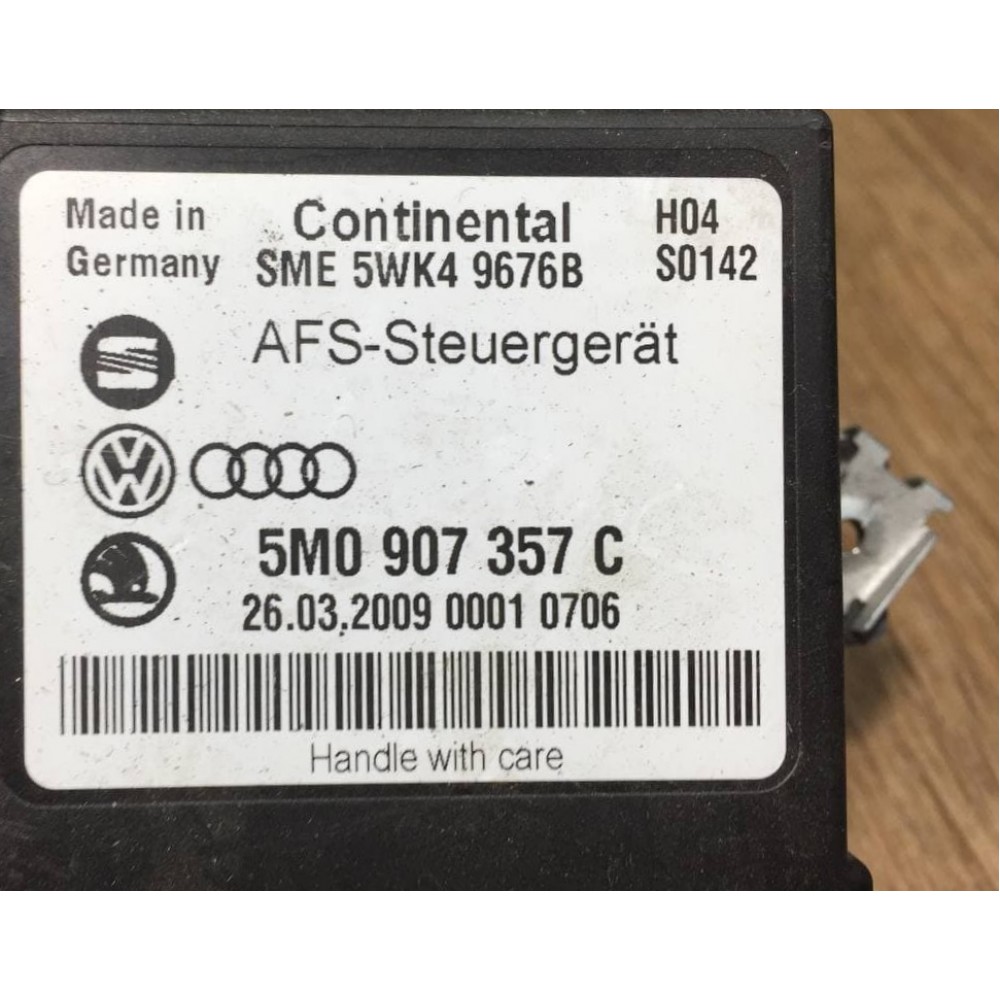 Made in Continental H04
Germany SME 5WK4 9676B S0142
AFS-Steuergerät
5M0 907 357 C
26.03.2009 0001 0706
Handle with care